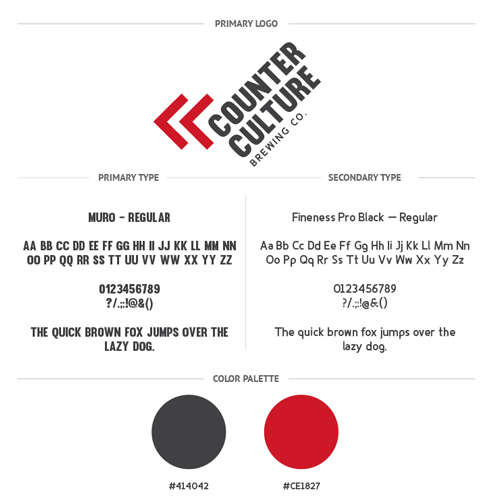 PRIMARY LOGO
COUNTER
CULTURE
BREWING CO.
PRIMARY TYPE
MURO – REGULAR
AA BB CC DD EE FF GG HH II JJ KK LL MM NN
OO PP QQ RR SS TT UU VV WW XX YY ZZ
0123456789
?/.;:!@&()
THE QUICK BROWN FOX JUMPS OVER THE
LAZY DOG.
SECONDARY TYPE
Fineness Pro Black — Regular
Aa Bb Cc Dd Ee Ff Gg Hh Ii Jj Kk Ll Mm Nn
Oo Pp Qq Rr Ss Tt Uu Vv Ww Xx Yy Zz
0123456789
?/.;:!@&()
The quick brown fox jumps over the
lazy dog.
COLOR PALETTE
#414042
#CE1827